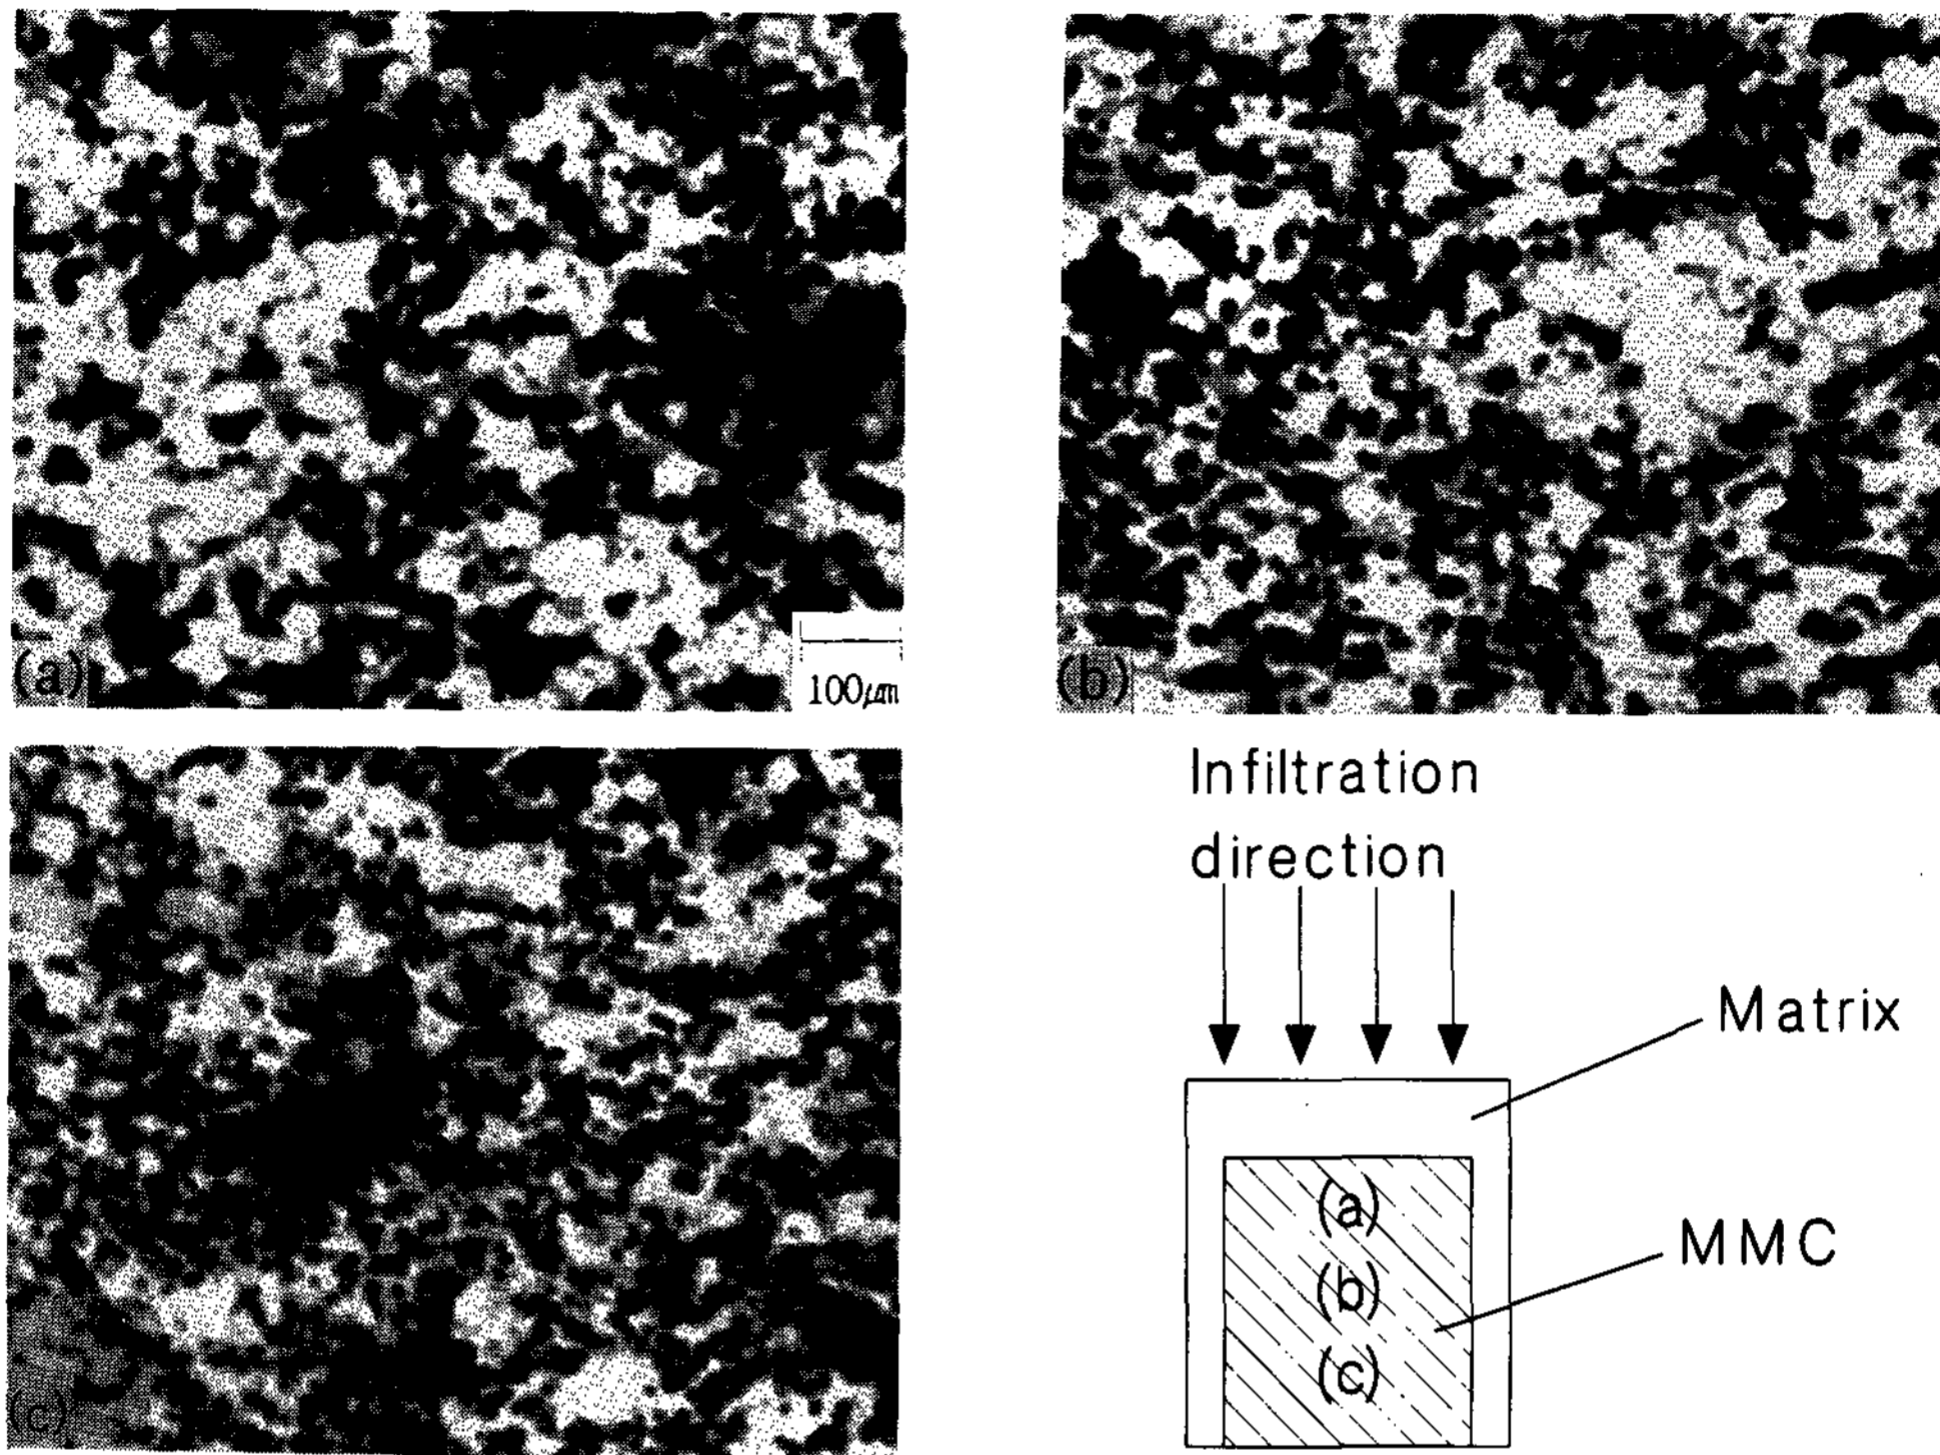 (a)
100μm
(b)
(c)
Infiltration
direction
Matrix
MMC
(a)
(b)
(c)